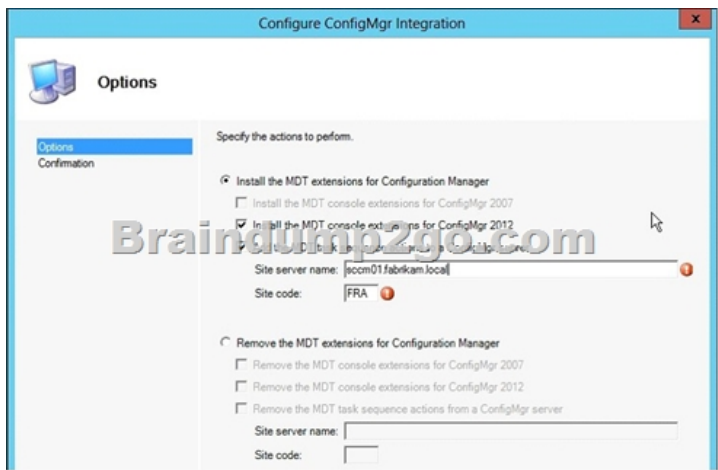 Configure ConfigMgr Integration
x
Options
Options
Confirmation
Specify the actions to perform.
Install the MDT extensions for Configuration Manager
Install the MDT console extensions for ConfigMgr 2007
Install the MDT console extensions for ConfigMgr 2012
Braindump2go.com
MDT task sequence
Site server name: sccm01.fabrikam.local
Site code: FRA
Remove the MDT extensions for Configuration Manager
Remove the MDT console extensions for ConfigMgr 2007
Remove the MDT console extensions for ConfigMgr 2012
Remove the MDT task sequence actions from a ConfigMgr server
Site server name:
Site code: